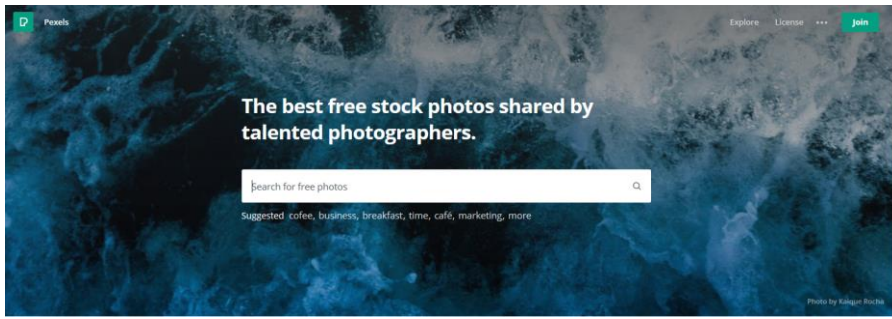 Pexels
Explore License ••• Join
The best free stock photos shared by
talented photographers.
Search for free photos
Suggested cofee, business, breakfast, time, café, marketing, more
Photo by Kaique Rocha